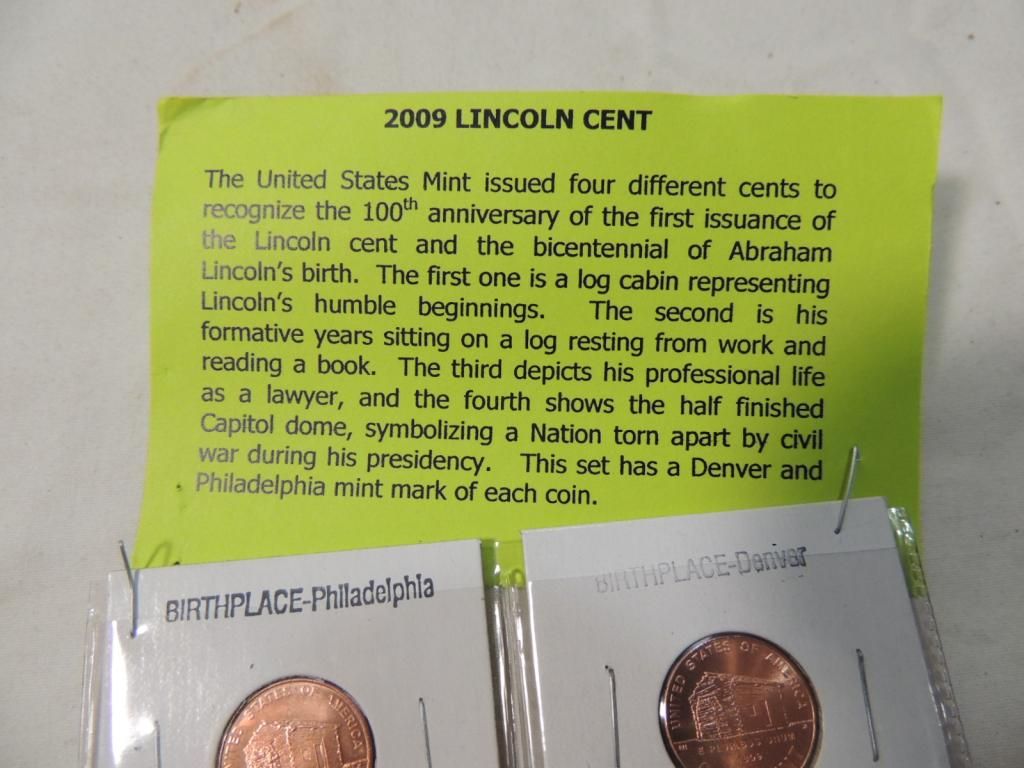 2009 LINCOLN CENT
The United States Mint issued four different cents to
recognize the 100th anniversary of the first issuance of
the Lincoln cent and the bicentennial of Abraham
Lincoln's birth. The first one is a log cabin representing
Lincoln's humble beginnings. The second is his
formative years sitting on a log resting from work and
reading a book. The third depicts his professional life
as a lawyer, and the fourth shows the half finished
Capitol dome, symbolizing a Nation torn apart by civil
war during his presidency. This set has a Denver and
Philadelphia mint mark of each coin.
BIRTHPLACE-Philadelphia
BIRTHPLACE-Denver
STATES OF AMERICA
UNITED STATES OF AMERICA
E PLURIBUS UNUM